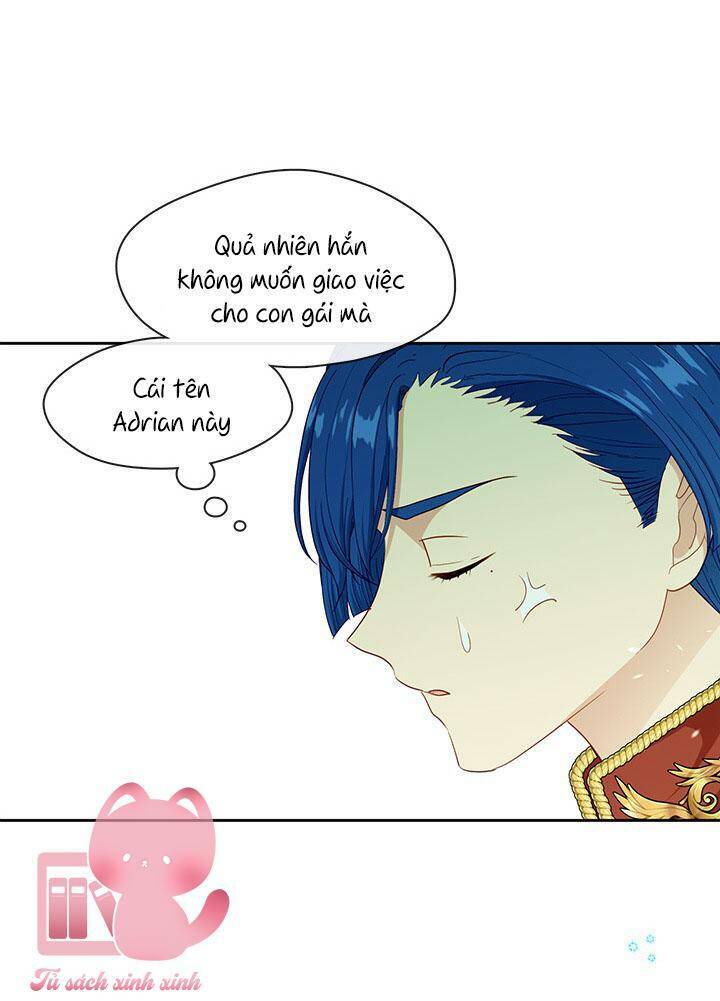 Quả nhiên hắn
không muốn giao việc
cho con gái mà
Cái tên
Adrian này
Tủ sách xinh xinh